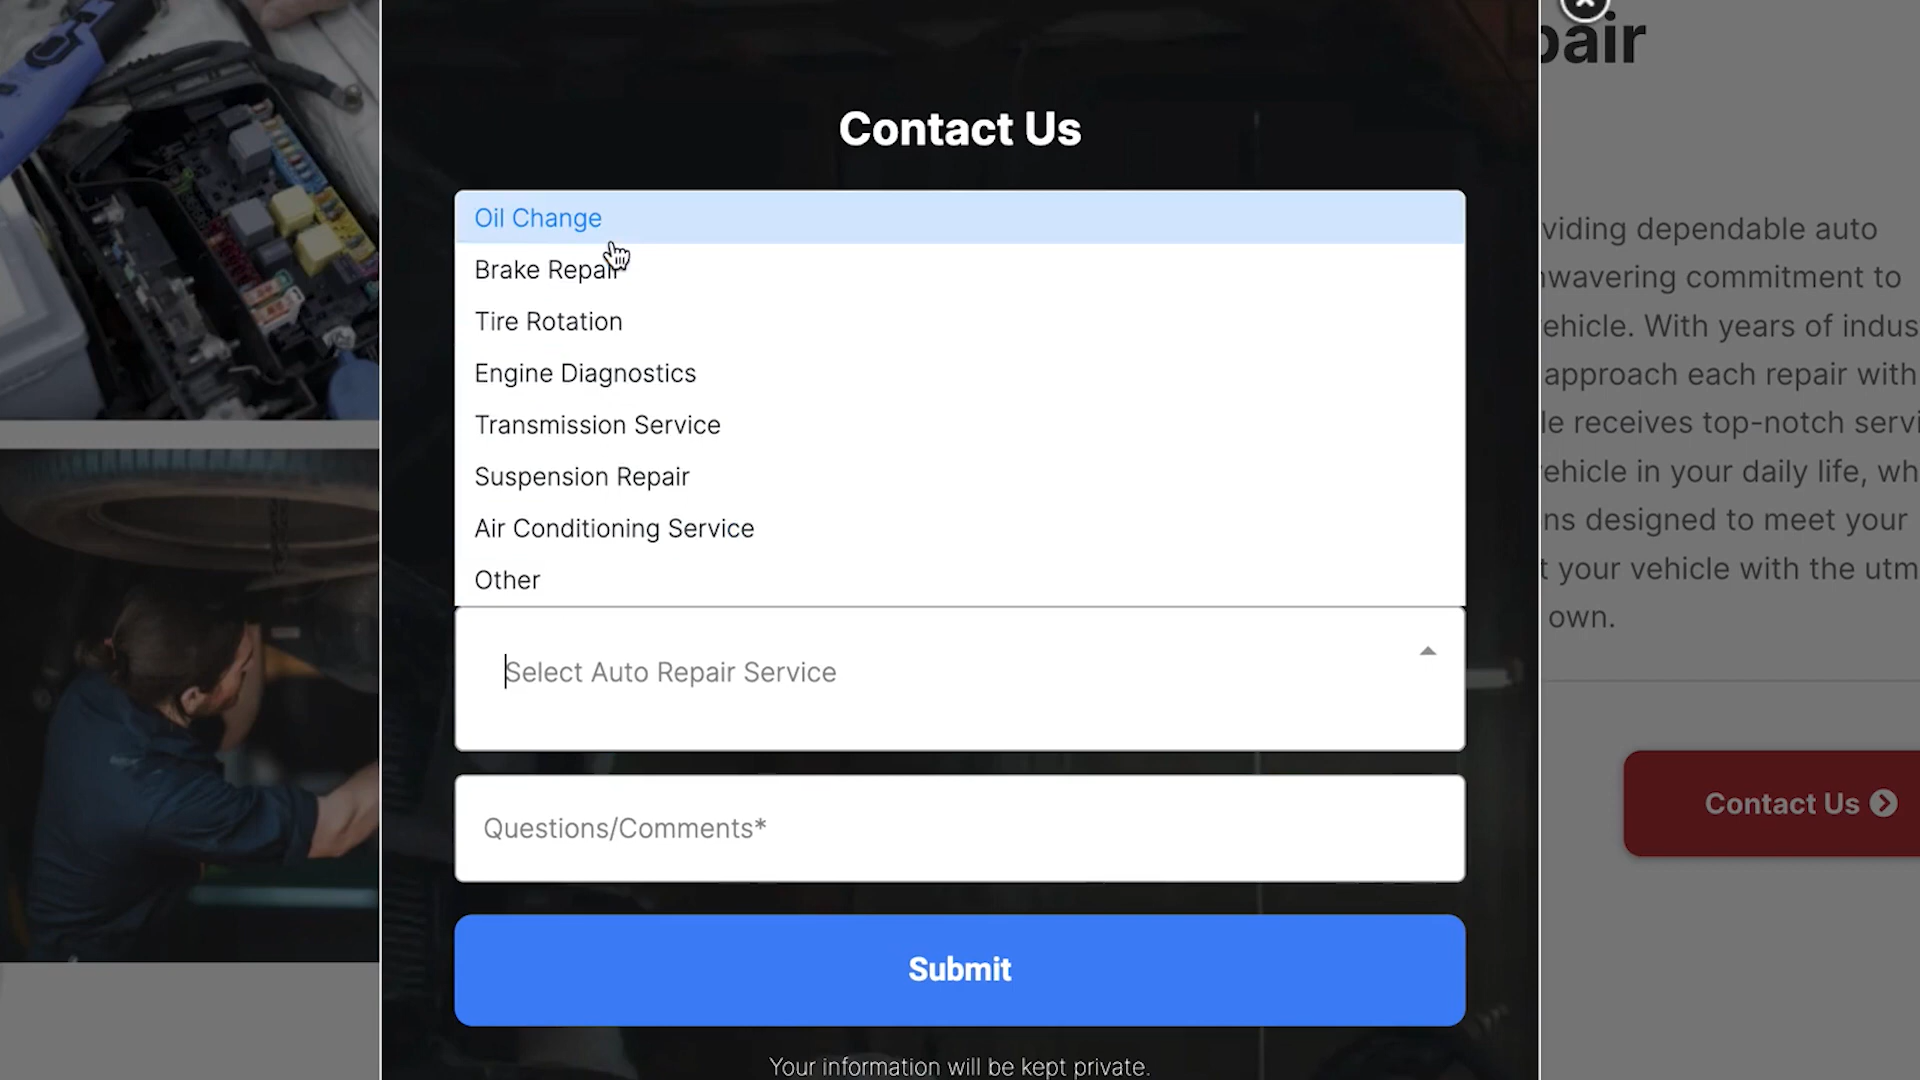 Contact Us
Oil Change
Brake Repair
Tire Rotation
Engine Diagnostics
Transmission Service
Suspension Repair
Air Conditioning Service
Other
Select Auto Repair Service
Questions/Comments*
Submit
Your information will be kept private.
pair
viding dependable auto
wavering commitment to
ehicle. With years of indus
approach each repair with
le receives top-notch servi
ehicle in your daily life, wh
ns designed to meet your
t your vehicle with the utm
own.
Contact Us